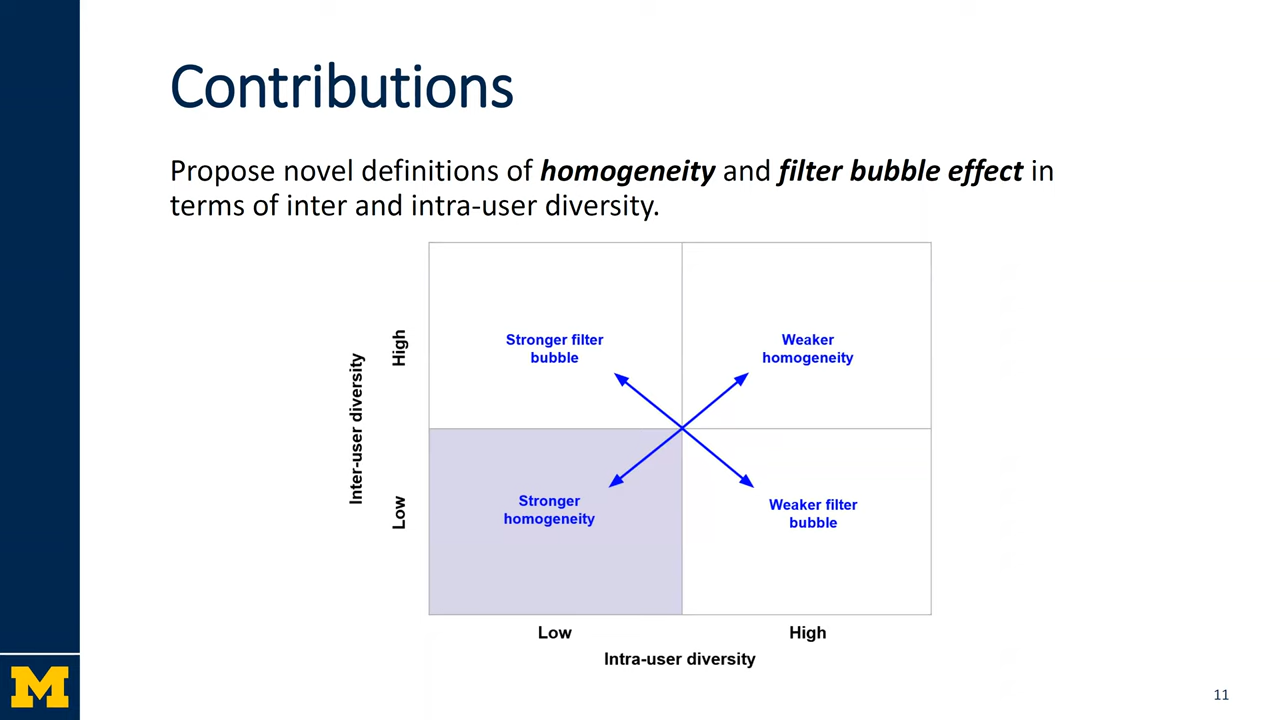 Contributions
Propose novel definitions of homogeneity and filter bubble effect in
terms of inter and intra-user diversity.
Inter-user diversity
High
Low
Stronger filter
bubble
Weaker
homogeneity
Stronger
homogeneity
Weaker filter
bubble
Low
High
Intra-user diversity
M
11